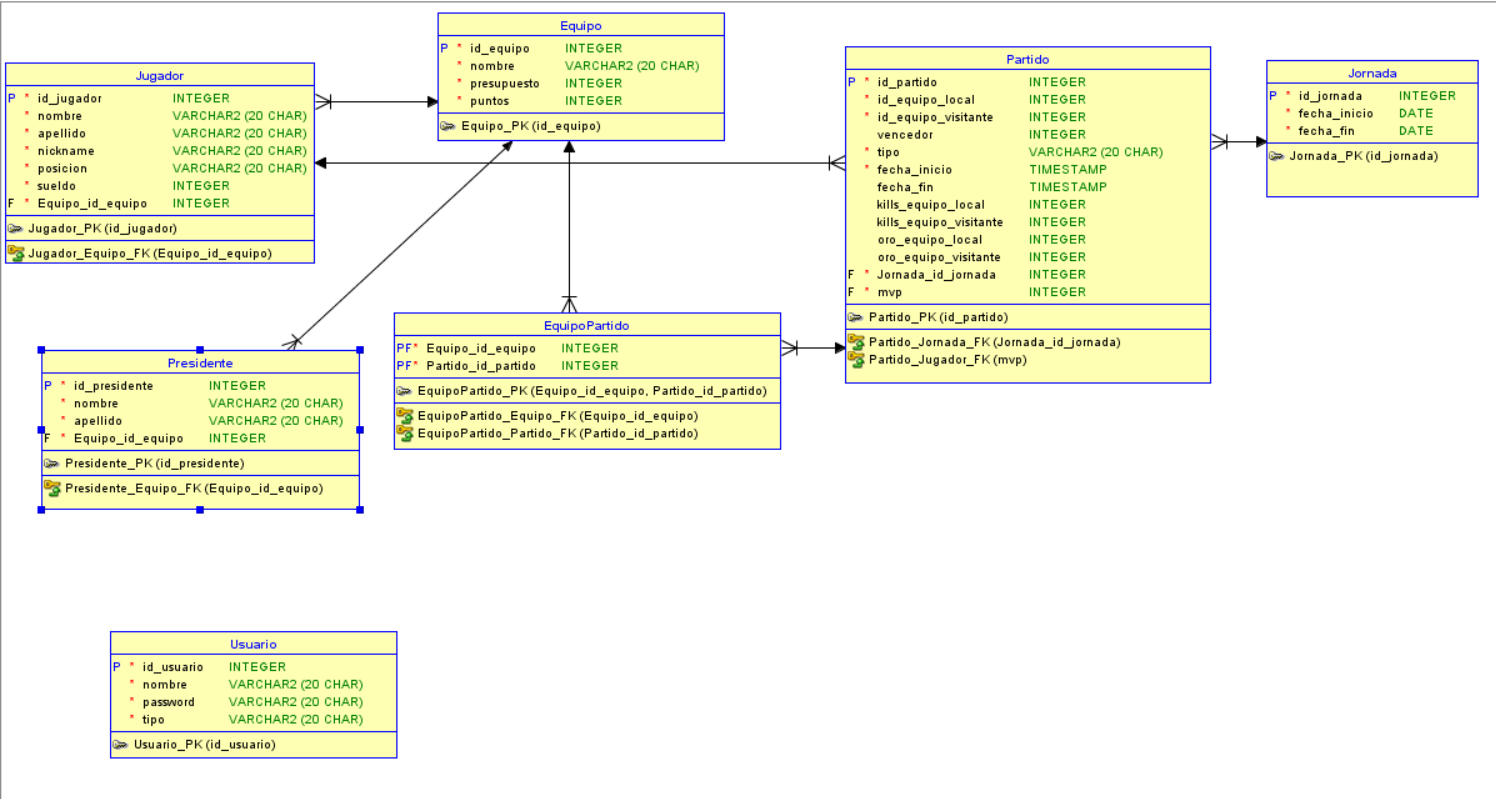 Equipo
P * id_equipo INTEGER
* nombre VARCHAR2 (20 CHAR)
* presupuesto INTEGER
* puntos INTEGER
Equipo_PK (id_equipo)
Jugador
P * id_jugador INTEGER
* nombre VARCHAR2 (20 CHAR)
* apellido VARCHAR2 (20 CHAR)
* nickname VARCHAR2 (20 CHAR)
* posicion VARCHAR2 (20 CHAR)
* sueldo INTEGER
F * Equipo_id_equipo INTEGER
Jugador_PK (id_jugador)
Jugador_Equipo_FK (Equipo_id_equipo)
Partido
P * id_partido INTEGER
* id_equipo_local INTEGER
* id_equipo_visitante INTEGER
vencedor INTEGER
* tipo VARCHAR2 (20 CHAR)
* fecha_inicio TIMESTAMP
fecha_fin TIMESTAMP
kills_equipo_local INTEGER
kills_equipo_visitante INTEGER
oro_equipo_local INTEGER
oro_equipo_visitante INTEGER
F * Jornada_id_jornada INTEGER
F * mvp INTEGER
Partido_PK (id_partido)
Partido_Jornada_FK (Jornada_id_jornada)
Partido_Jugador_FK (mvp)
Jornada
P * id_jornada INTEGER
* fecha_inicio DATE
* fecha_fin DATE
Jornada_PK (id_jornada)
Presidente
P * id_presidente INTEGER
* nombre VARCHAR2 (20 CHAR)
* apellido VARCHAR2 (20 CHAR)
F * Equipo_id_equipo INTEGER
Presidente_PK (id_presidente)
Presidente_Equipo_FK (Equipo_id_equipo)
EquipoPartido
PF* Equipo_id_equipo INTEGER
PF* Partido_id_partido INTEGER
EquipoPartido_PK (Equipo_id_equipo, Partido_id_partido)
EquipoPartido_Equipo_FK (Equipo_id_equipo)
EquipoPartido_Partido_FK (Partido_id_partido)
Usuario
P * id_usuario INTEGER
* nombre VARCHAR2 (20 CHAR)
* password VARCHAR2 (20 CHAR)
* tipo VARCHAR2 (20 CHAR)
Usuario_PK (id_usuario)